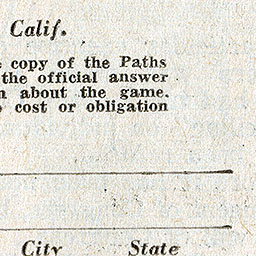 Calif.
copy of the Paths
the official answer
about the game.
cost or obligation
City State